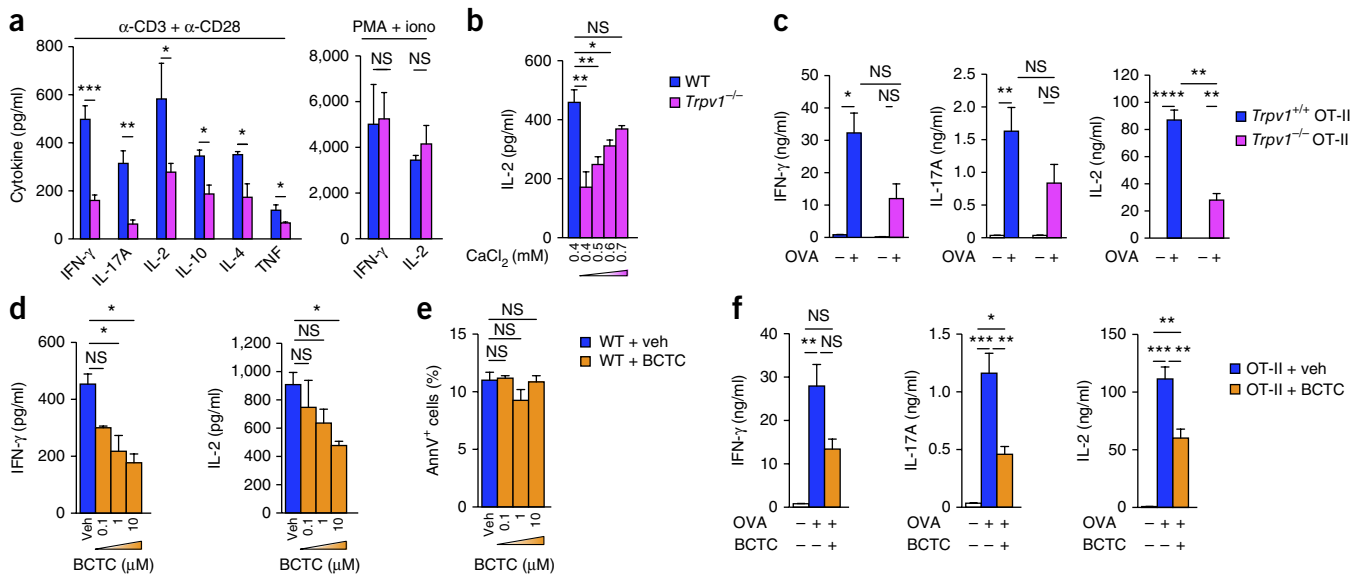 a
α-CD3 + α-CD28
PMA + iono
Cytokine (pg/ml)
800
600
400
200
0
***
**
*
*
*
*
IFN-γ
IL-17A
IL-2
IL-10
IL-4
TNF
8,000
6,000
4,000
2,000
0
NS
NS
IFN-γ
IL-2
b
NS
*
**
**
IL-2 (pg/ml)
600
400
200
0
CaCl2 (mM)
0.4
0.4
0.5
0.6
0.7
WT
Trpv1–/–
c
IFN-γ (ng/ml)
50
40
30
20
10
0
NS
*
NS
OVA
– + – +
IL-17A (ng/ml)
2.5
2.0
1.5
1.0
0.5
0
NS
**
NS
OVA
– + – +
IL-2 (ng/ml)
120
100
80
60
40
20
0
**
****
**
OVA
– + – +
Trpv1+/+ OT-II
Trpv1–/– OT-II
d
IFN-γ (pg/ml)
600
400
200
0
*
*
NS
Veh
0.1
1
10
BCTC (μM)
IL-2 (pg/ml)
1,400
1,200
1,000
800
600
400
200
0
*
NS
NS
Veh
0.1
1
10
BCTC (μM)
e
AnnV+ cells (%)
15
10
5
0
NS
NS
NS
Veh
0.1
1
10
BCTC (μM)
WT + veh
WT + BCTC
f
IFN-γ (ng/ml)
40
30
20
10
0
NS
** NS
OVA – + +
BCTC – – +
IL-17A (ng/ml)
1.5
1.0
0.5
0
*
*** **
OVA – + +
BCTC – – +
IL-2 (ng/ml)
150
100
50
0
**
*** **
OVA – + +
BCTC – – +
OT-II + veh
OT-II + BCTC